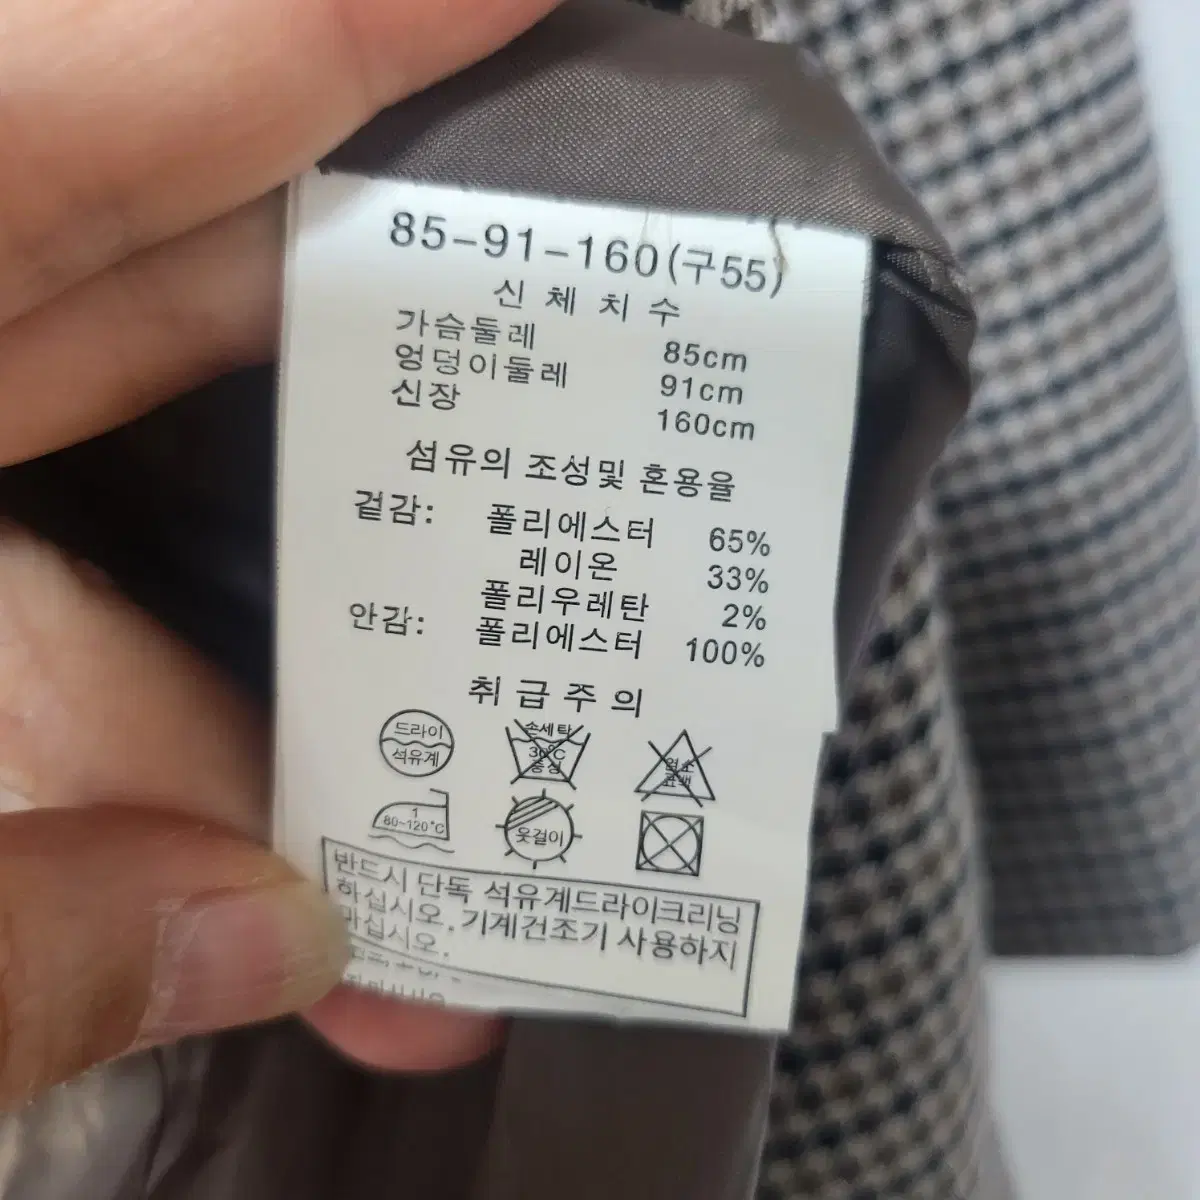 85-91-160(구55)
신 체 치 수
가슴둘레 85cm
엉덩이둘레 91cm
신장 160cm
섬유의 조성및 혼용율
겉감: 폴리에스터 65%
레이온 33%
폴리우레탄 2%
안감: 폴리에스터 100%
취 급 주 의
드라이
석유계
손세탁
30℃
중성
염소
표백
1
80~120℃
옷걸이
반드시 단독 석유계드라이크리닝
하십시오. 기계건조기 사용하지
마십시오.